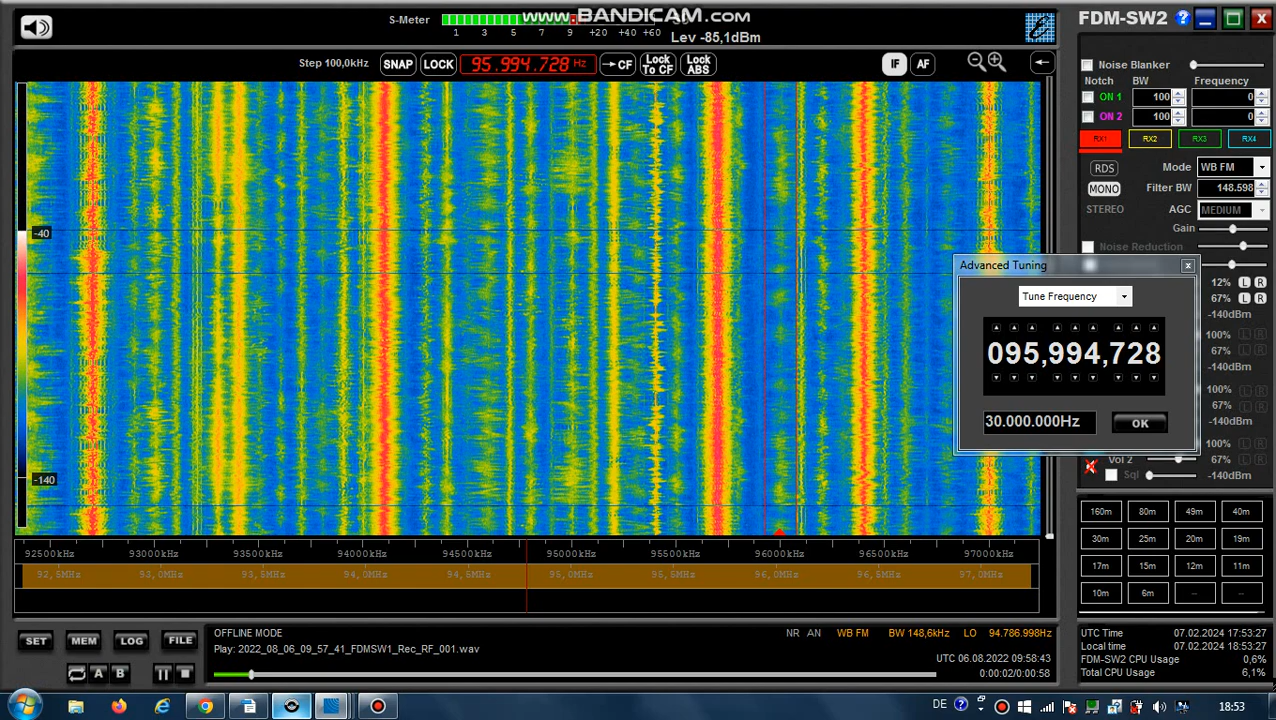 www.BANDICAM.com
S-Meter
1 3 5 7 9 +20 +40 +60
Lev -85,1dBm
FDM-SW2
Step 100,0kHz SNAP LOCK 95.994.728 Hz →CF Lock To CF Lock ABS IF AF
Noise Blanker
Notch BW Frequency
ON 1 100 0
ON 2 100 0
RX1 RX2 RX3 RX4
RDS Mode WB FM
MONO Filter BW 148.598
STEREO AGC MEDIUM
Gain
Noise Reduction
-40
-140
Advanced Tuning
Tune Frequency
095,994,728
30.000.000Hz OK
12% L R
67% L R
-140dBm
100% L R
67% L R
-140dBm
100% L R
67% L R
-140dBm
100% L R
Vol 2 67% L R
Sql -140dBm
160m 80m 49m 40m
30m 25m 20m 19m
17m 15m 12m 11m
10m 6m -- --
92500kHz 93000kHz 93500kHz 94000kHz 94500kHz 95000kHz 95500kHz 96000kHz 96500kHz 97000kHz
92,5MHz 93,0MHz 93,5MHz 94,0MHz 94,5MHz 95,0MHz 95,5MHz 96,0MHz 96,5MHz 97,0MHz
SET MEM LOG FILE
A B
OFFLINE MODE NR AN WB FM BW 148,6kHz LO 94.786.998Hz
Play: 2022_08_06_09_57_41_FDMSW1_Rec_RF_001.wav
UTC 06.08.2022 09:58:43
0:00:02/0:00:58
UTC Time 07.02.2024 17:53:27
Local time 07.02.2024 18:53:27
FDM-SW2 CPU Usage 0,6%
Total CPU Usage 6,1%
DE 18:53